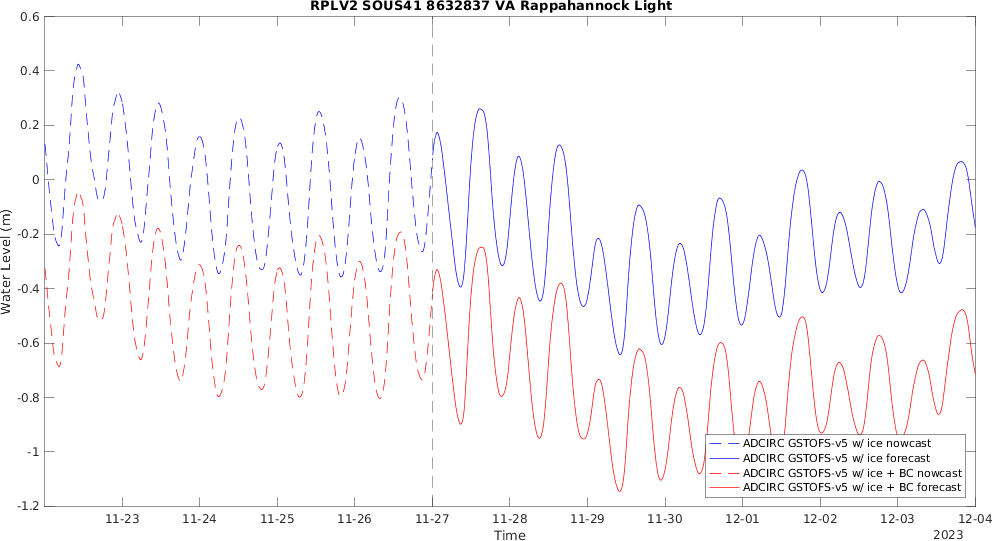 RPLV2 SOUS41 8632837 VA Rappahannock Light
0.6
0.4
0.2
0
-0.2
-0.4
-0.6
-0.8
-1
-1.2
Water Level (m)
ADCIRC GSTOFS-v5 w/ ice nowcast
ADCIRC GSTOFS-v5 w/ ice forecast
ADCIRC GSTOFS-v5 w/ ice + BC nowcast
ADCIRC GSTOFS-v5 w/ ice + BC forecast
11-23 11-24 11-25 11-26 11-27 11-28 11-29 11-30 12-01 12-02 12-03 12-04
Time
2023